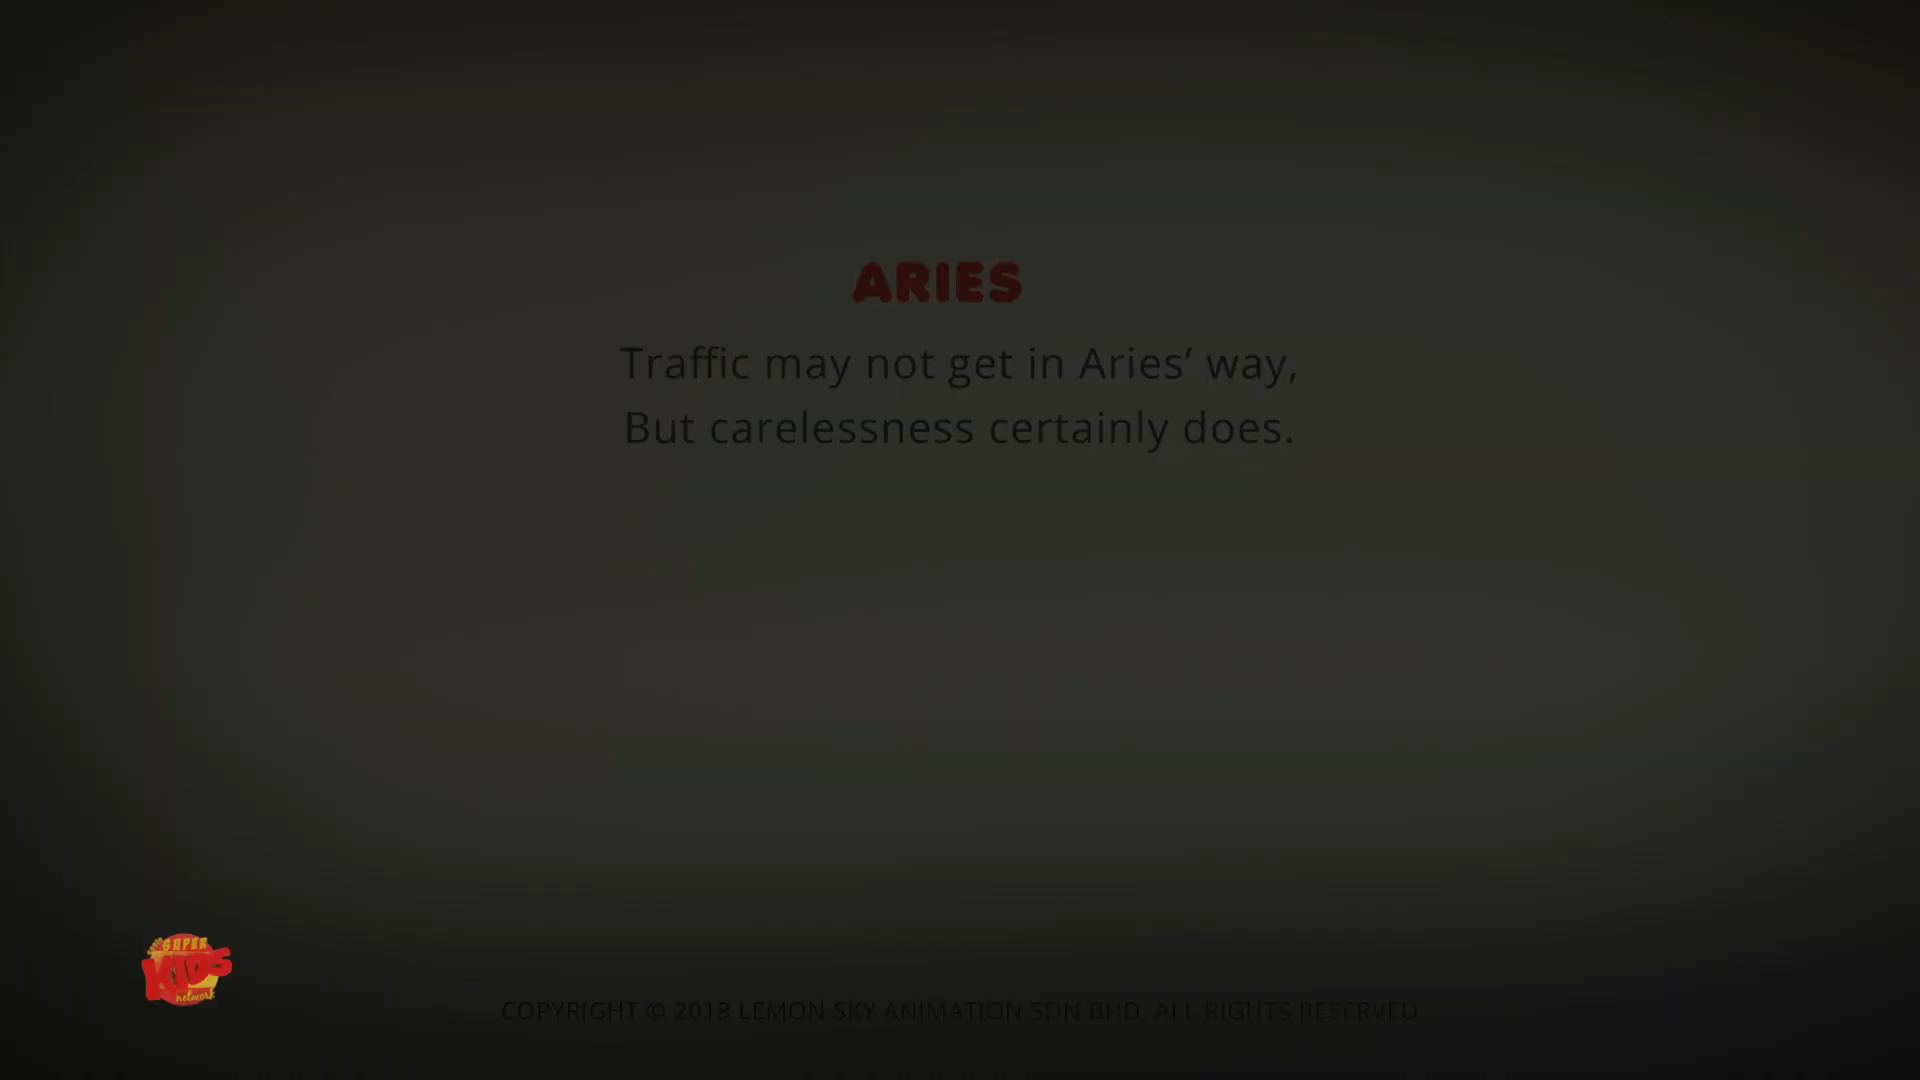 ARIES
Traffic may not get in Aries’ way,
But carelessness certainly does.
SUPER
KIDS
network
COPYRIGHT © 2018 LEMON SKY ANIMATION SDN BHD. ALL RIGHTS RESERVED